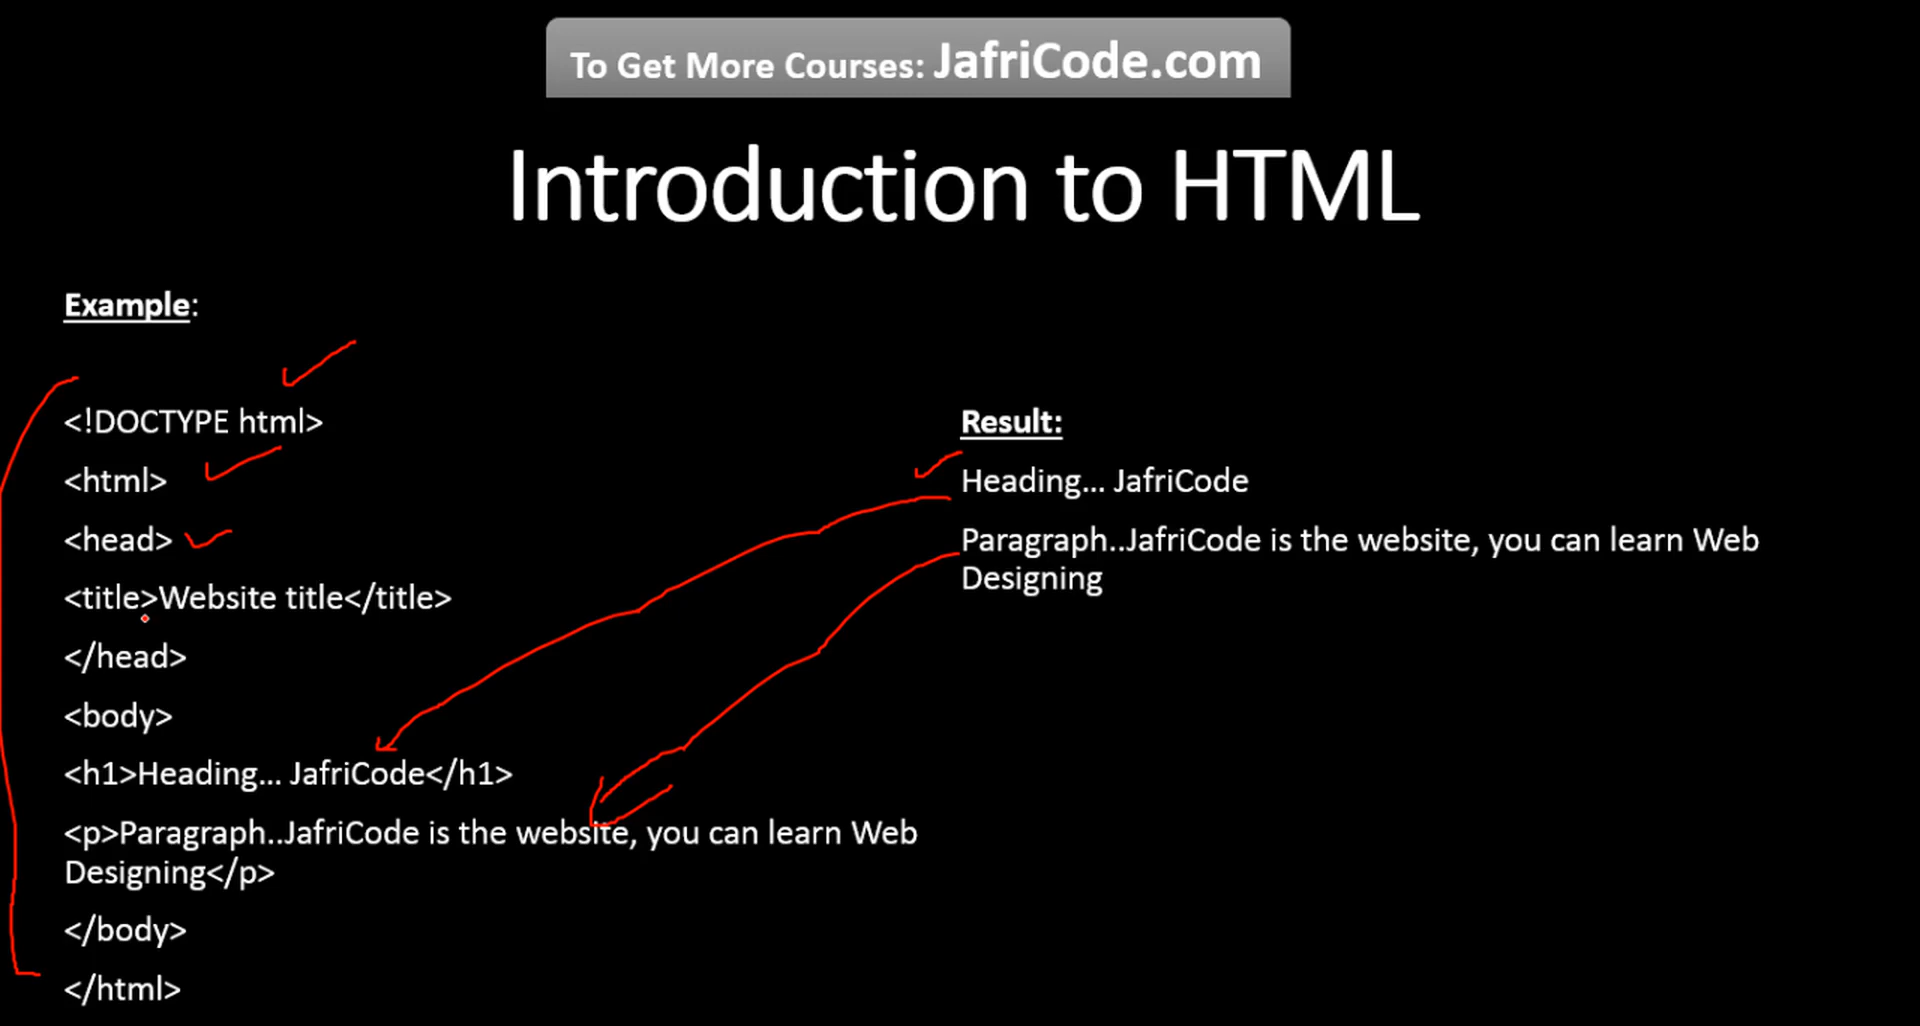 To Get More Courses: JafriCode.com
Introduction to HTML
Example:
<!DOCTYPE html>
<html>
<head>
<title>Website title</title>
</head>
<body>
<h1>Heading... JafriCode</h1>
<p>Paragraph..JafriCode is the website, you can learn Web
Designing</p>
</body>
</html>
Result:
Heading... JafriCode
Paragraph..JafriCode is the website, you can learn Web
Designing